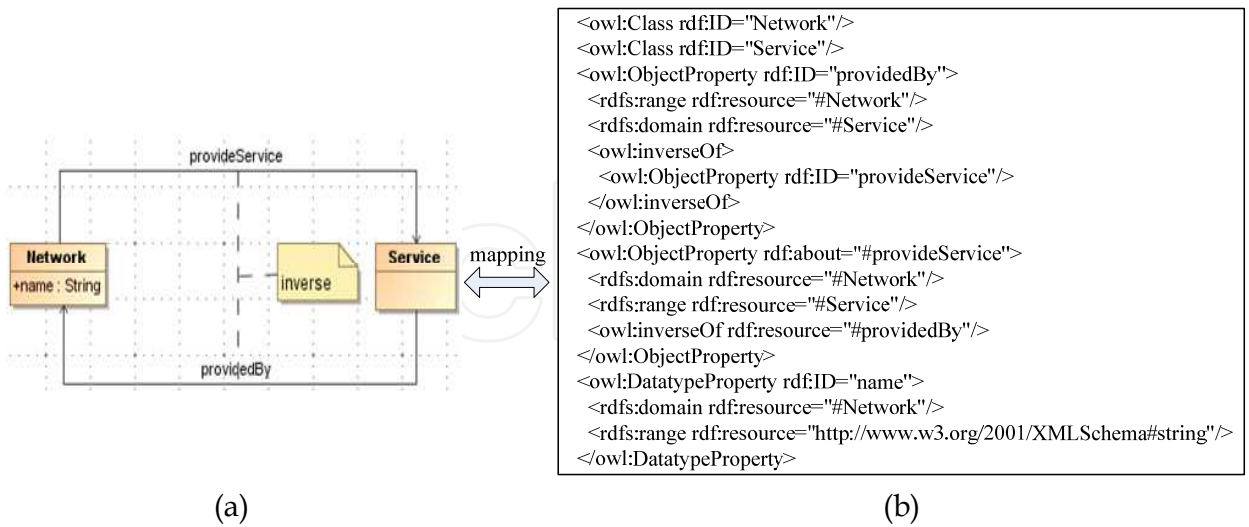 provideService
Network
+name : String
inverse
Service
providedBy
(a)
mapping
<owl:Class rdf:ID="Network"/>
<owl:Class rdf:ID="Service"/>
<owl:ObjectProperty rdf:ID="providedBy">
<rdfs:range rdf:resource="#Network"/>
<rdfs:domain rdf:resource="#Service"/>
<owl:inverseOf>
<owl:ObjectProperty rdf:ID="provideService"/>
</owl:inverseOf>
</owl:ObjectProperty>
<owl:ObjectProperty rdf:about="#provideService">
<rdfs:domain rdf:resource="#Network"/>
<rdfs:range rdf:resource="#Service"/>
<owl:inverseOf rdf:resource="#providedBy"/>
</owl:ObjectProperty>
<owl:DatatypeProperty rdf:ID="name">
<rdfs:domain rdf:resource="#Network"/>
<rdfs:range rdf:resource="http://www.w3.org/2001/XMLSchema#string"/>
</owl:DatatypeProperty>
(b)